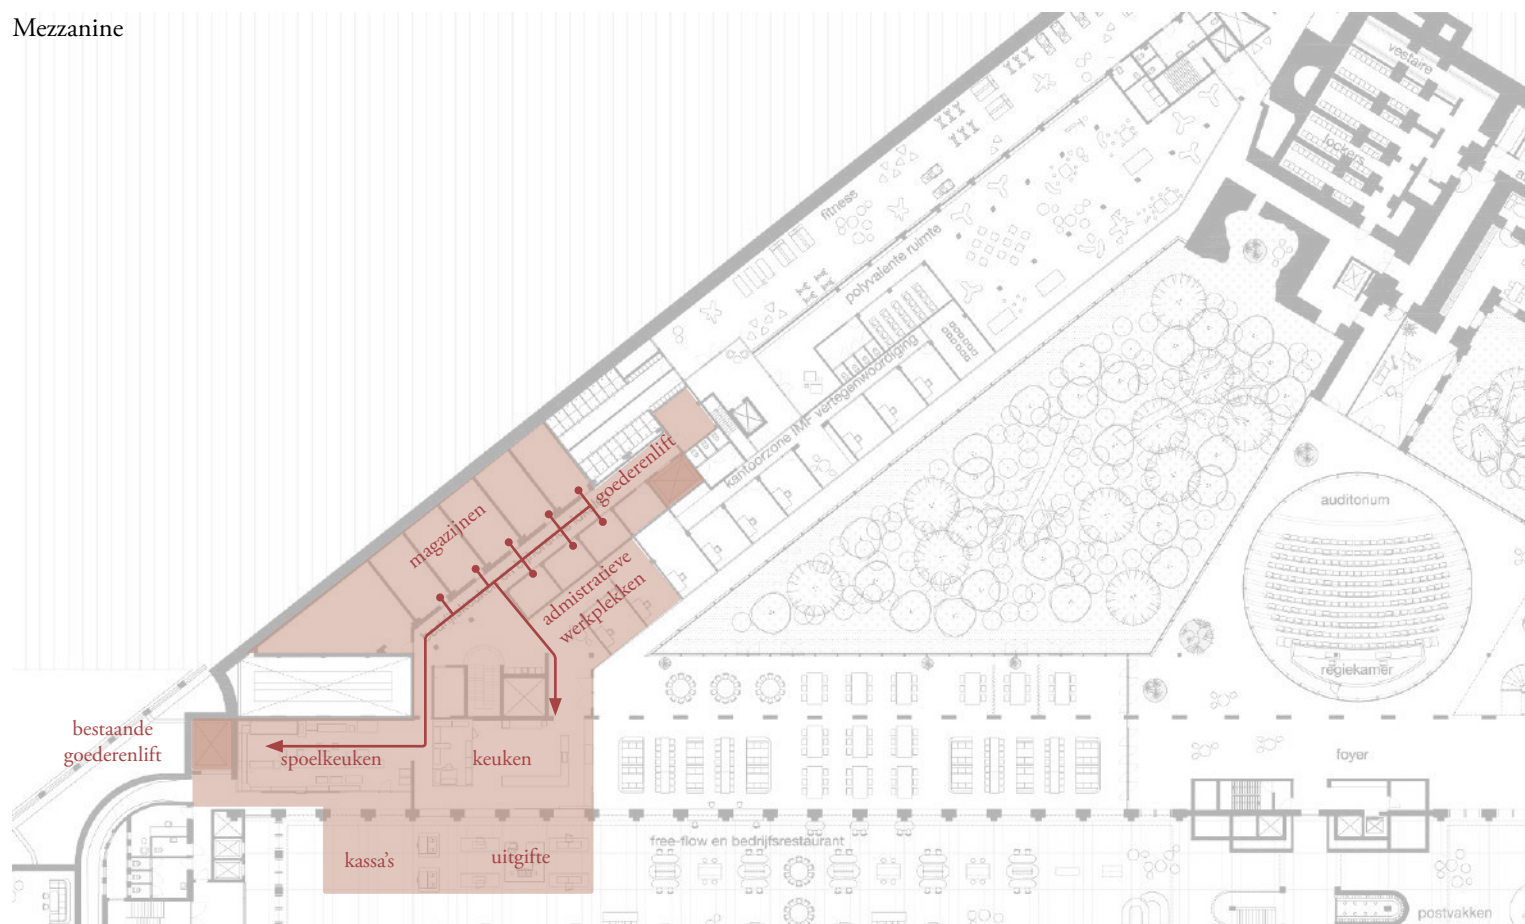 Mezzanine
vestaire
lockers
fitness
polyvalente ruimte
kantoorzone IMF vertegenwoordiging
goederenlift
magazijnen
admistratieve
werkplekken
auditorium
regiekamer
bestaande
goederenlift
spoelkeuken
keuken
foyer
free-flow en bedrijfsrestaurant
kassa's
uitgifte
postvakken